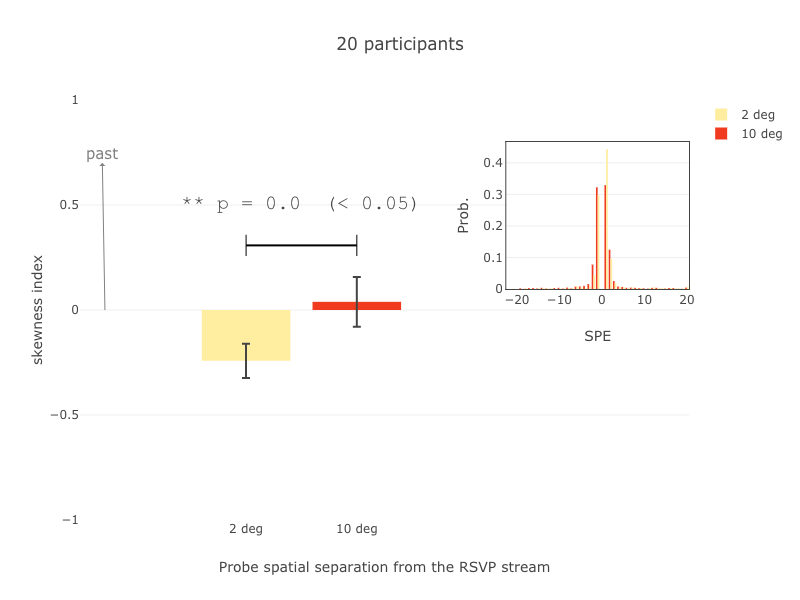 20 participants
2 deg
10 deg
1
0.5
0
−0.5
−1
skewness index
past
** p = 0.0  (< 0.05)
2 deg
10 deg
Probe spatial separation from the RSVP stream
0.4
0.3
0.2
0.1
0
Prob.
−20
−10
0
10
20
SPE